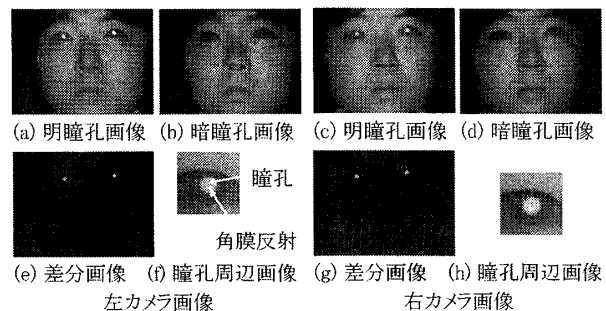 (a) 明瞳孔画像 (b) 暗瞳孔画像 (c) 明瞳孔画像 (d) 暗瞳孔画像
瞳孔
角膜反射
(e) 差分画像 (f) 瞳孔周辺画像 (g) 差分画像 (h) 瞳孔周辺画像
左カメラ画像 右カメラ画像